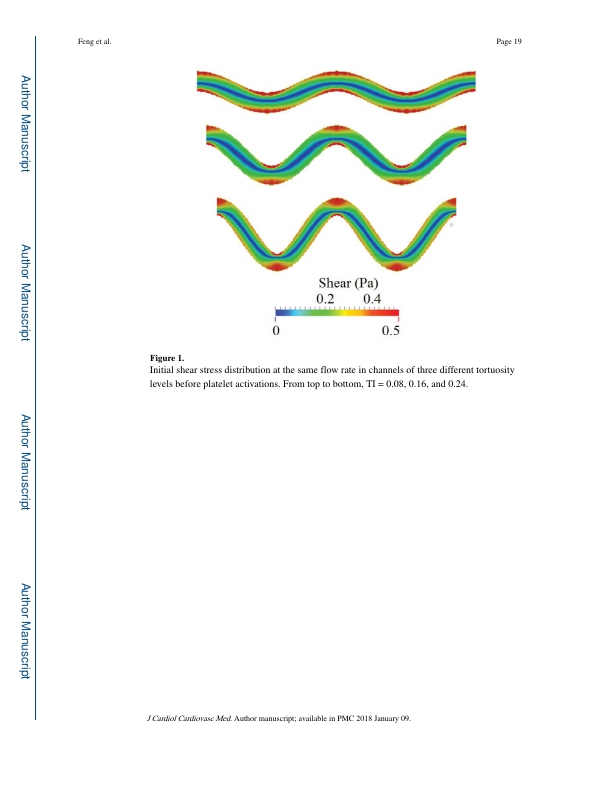 Feng et al.
Page 19
Author Manuscript
Author Manuscript
Author Manuscript
Author Manuscript
Shear (Pa)
0.2 0.4
0 0.5
Figure 1.
Initial shear stress distribution at the same flow rate in channels of three different tortuosity
levels before platelet activations. From top to bottom, TI = 0.08, 0.16, and 0.24.
J Cardiol Cardiovasc Med. Author manuscript; available in PMC 2018 January 09.